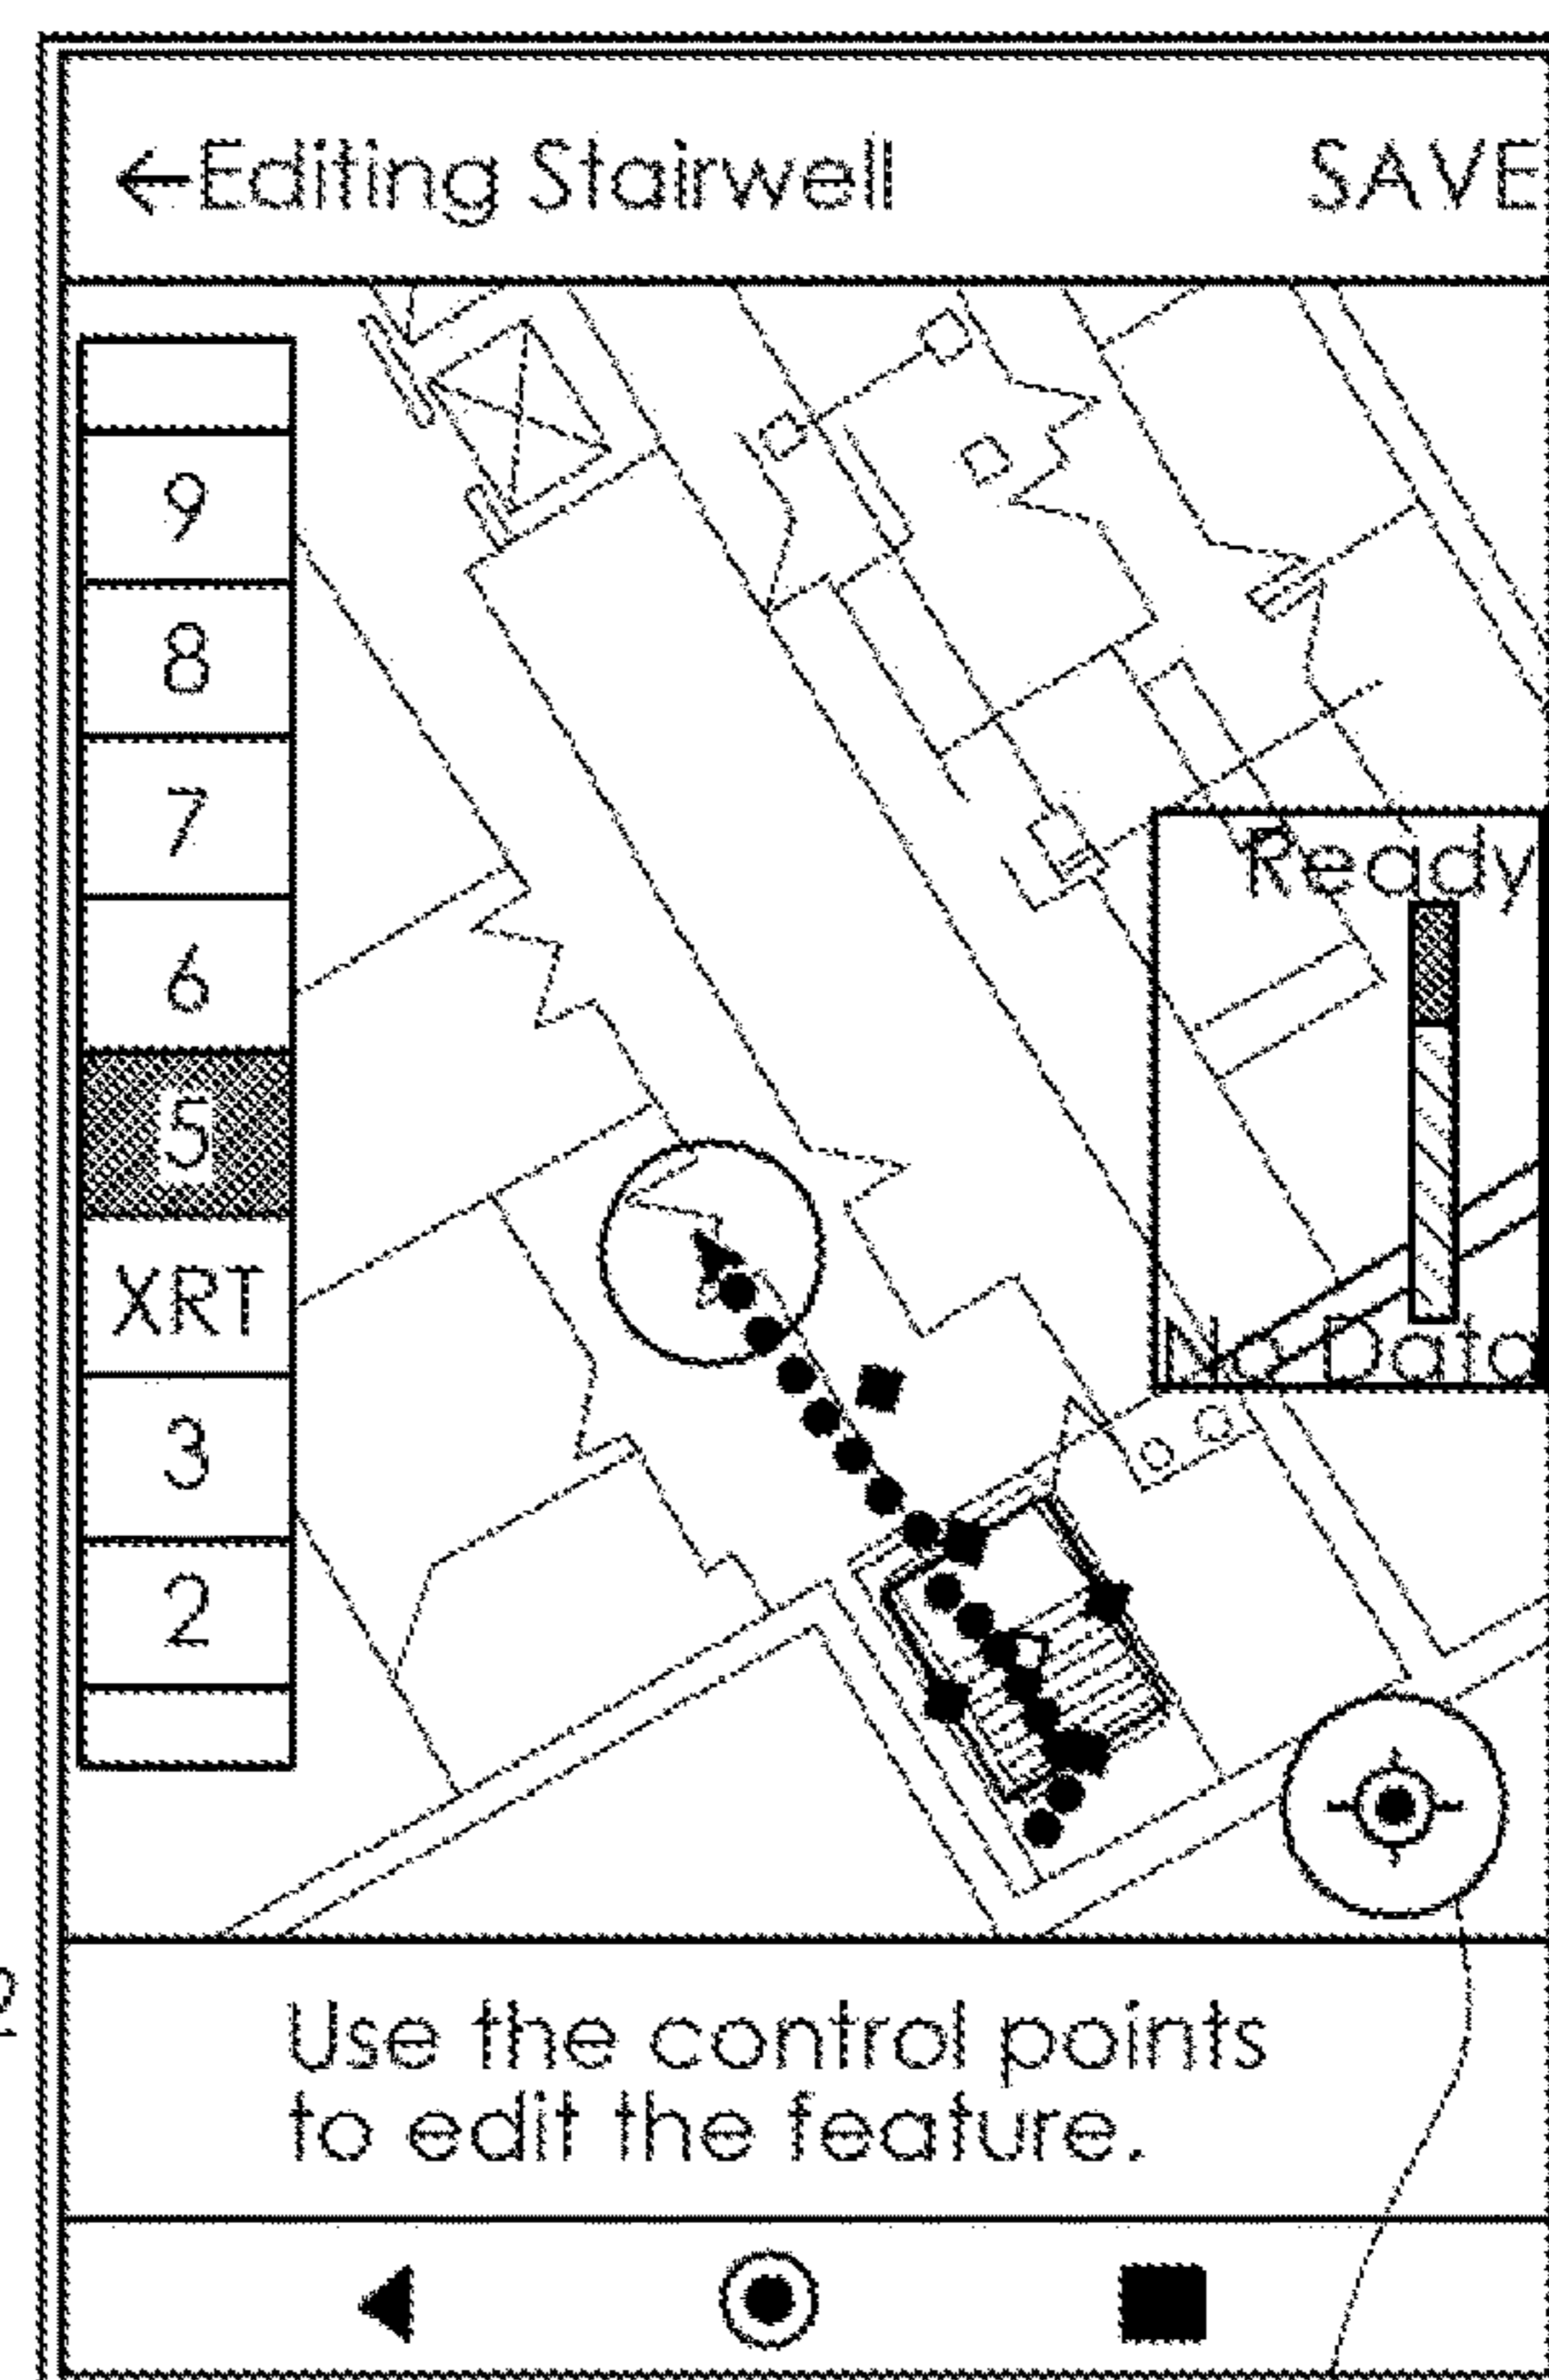 ←Editing Stairwell
SAVE
9
8
7
6
5
XRT
3
2
Ready
No Data
Use the control points
to edit the feature.